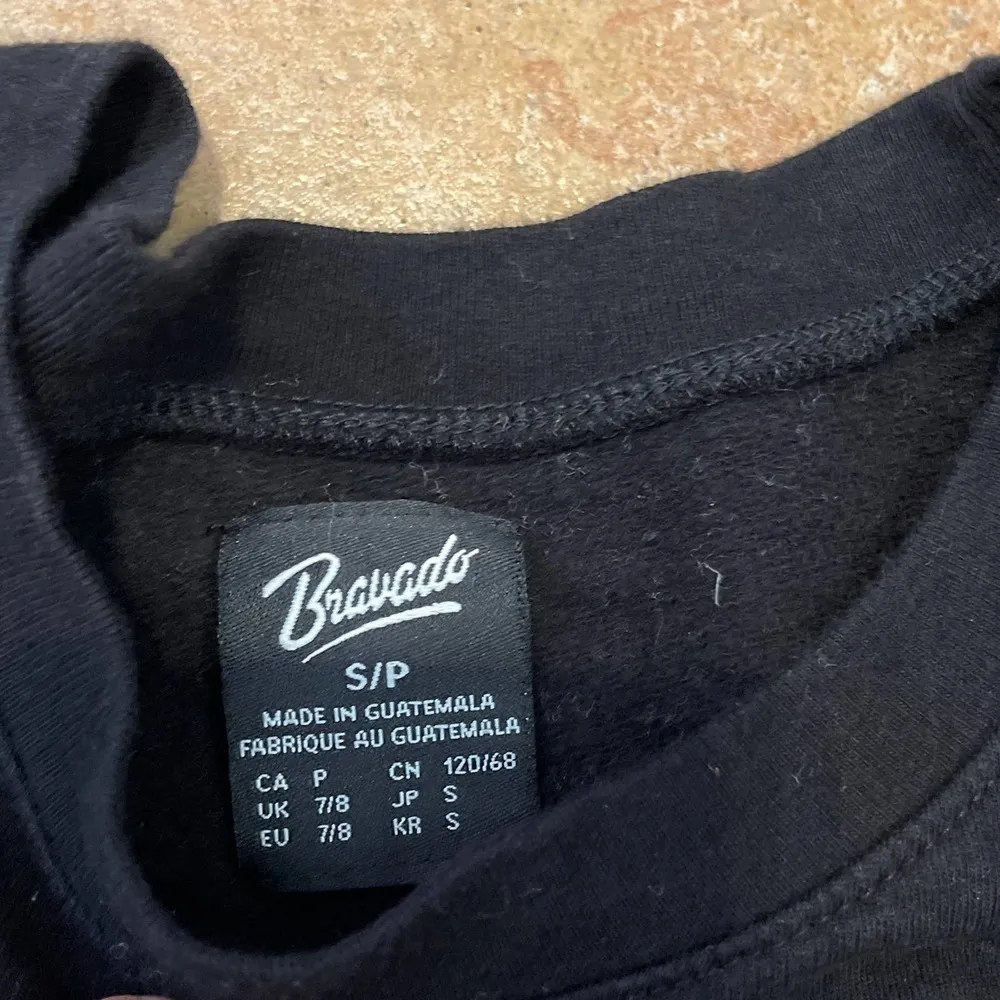 Bravado
S/P
MADE IN GUATEMALA
FABRIQUE AU GUATEMALA
CA P CN 120/68
UK 7/8 JP S
EU 7/8 KR S